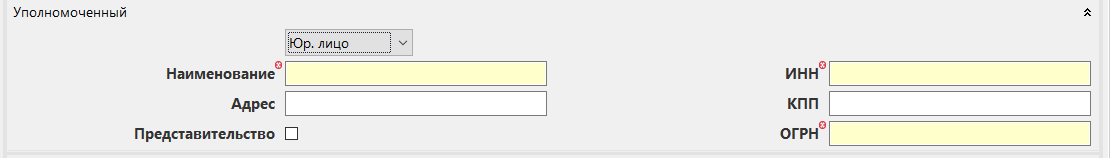 Уполномоченный
Юр. лицо
Наименование ИНН
Адрес КПП
Представительство ОГРН